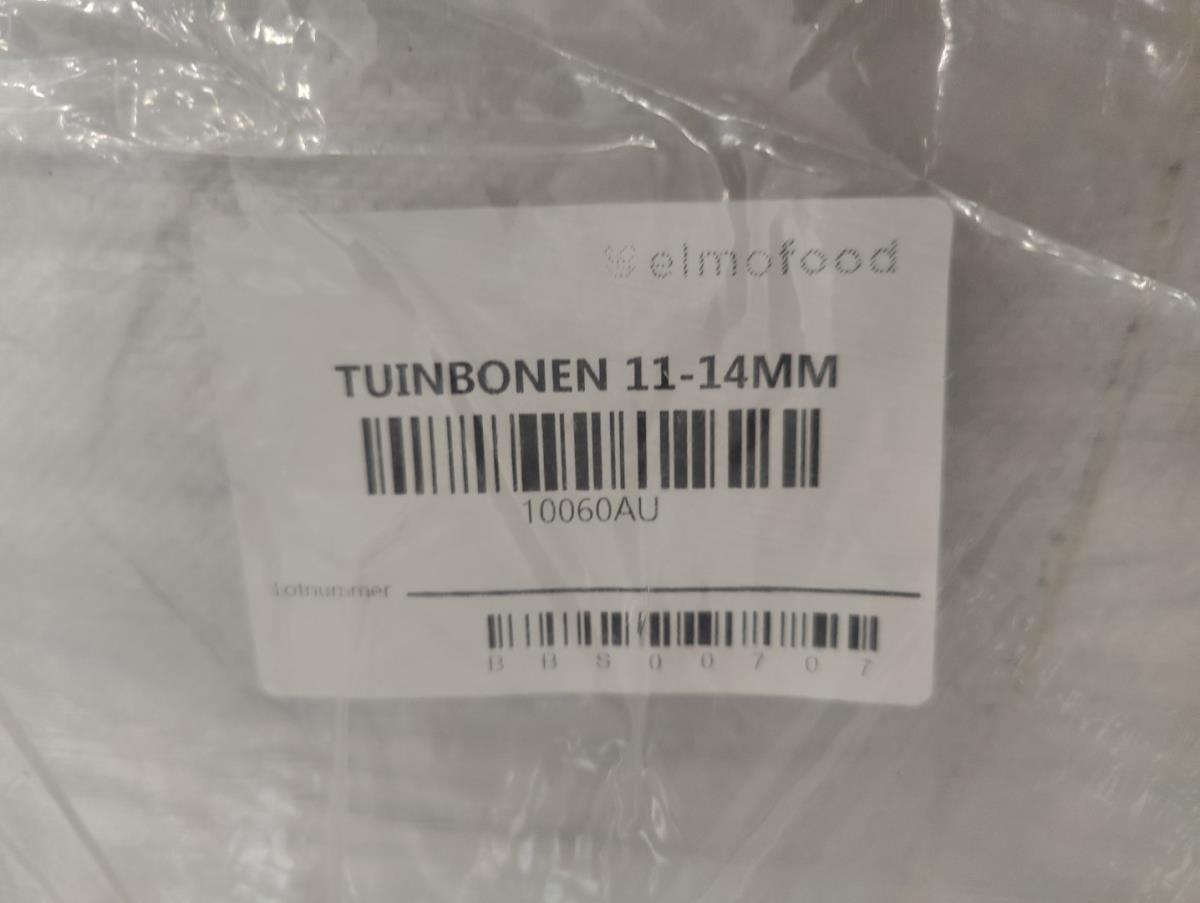 elmofood
TUINBONEN 11-14MM
10060AU
Lotnummer
BBS00707